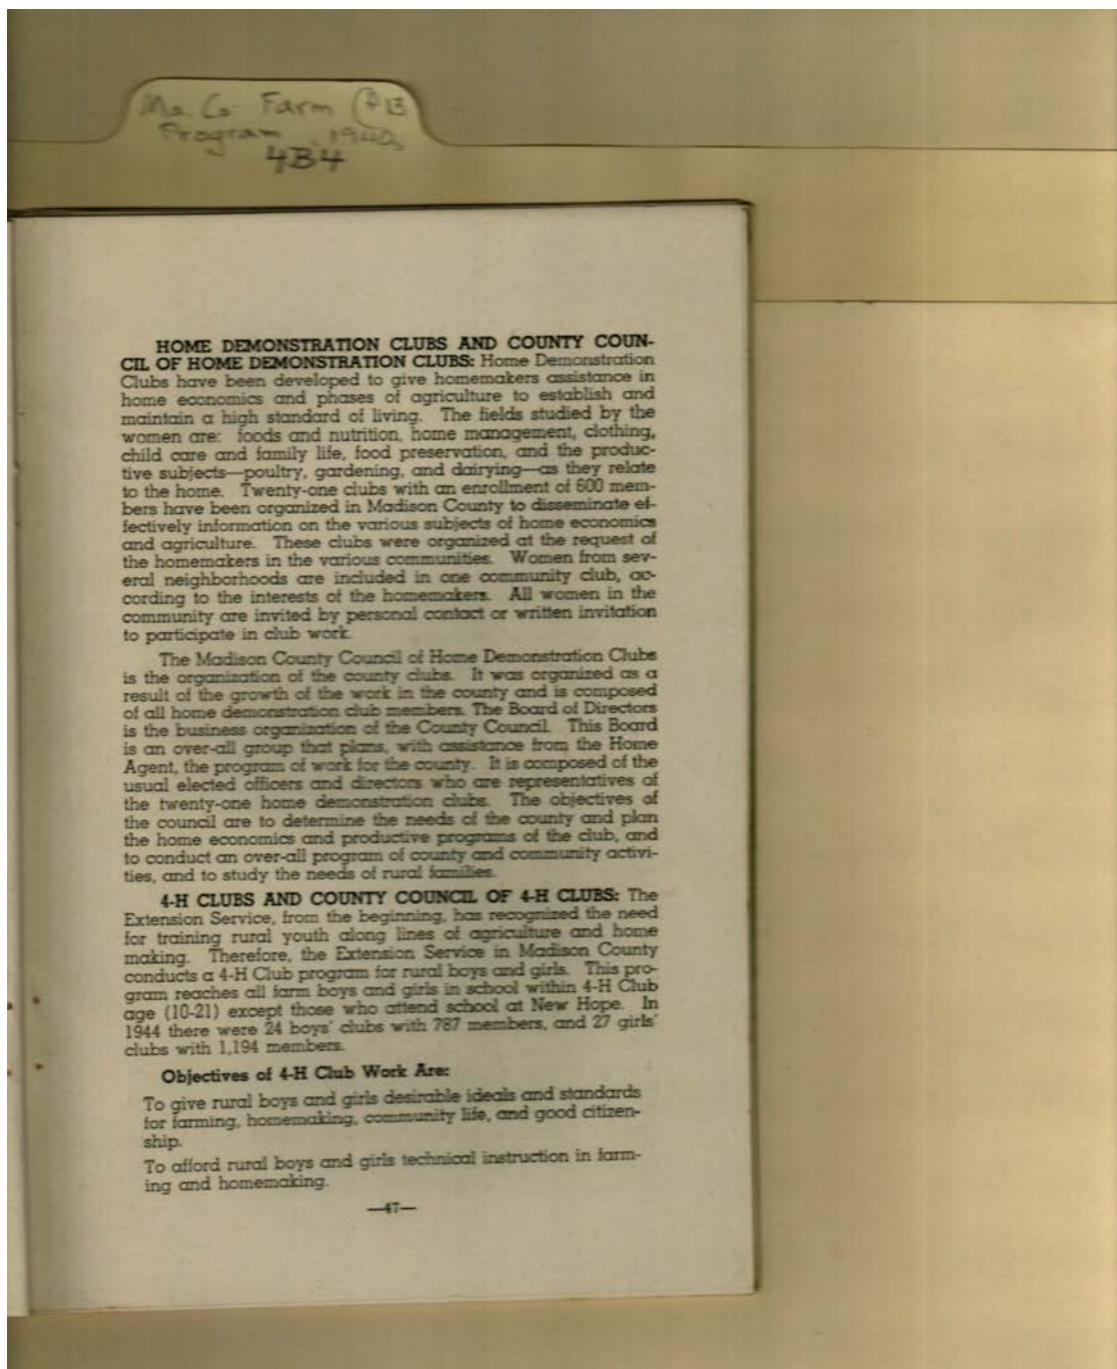 Ma. Co. Farm
Program 1940s
4B4
HOME DEMONSTRATION CLUBS AND COUNTY COUN-
CIL OF HOME DEMONSTRATION CLUBS: Home Demonstration
Clubs have been developed to give homemakers assistance in
home economics and phases of agriculture to establish and
maintain a high standard of living. The fields studied by the
women are: foods and nutrition, home management, clothing,
child care and family life, food preservation, and the produc-
tive subjects—poultry, gardening, and dairying—as they relate
to the home. Twenty-one clubs with an enrollment of 600 mem-
bers have been organized in Madison County to disseminate ef-
fectively information on the various subjects of home economics
and agriculture. These clubs were organized at the request of
the homemakers in the various communities. Women from sev-
eral neighborhoods are included in one community club, ac-
cording to the interests of the homemakers. All women in the
community are invited by personal contact or written invitation
to participate in club work.
The Madison County Council of Home Demonstration Clubs
is the organization of the county clubs. It was organized as a
result of the growth of the work in the county and is composed
of all home demonstration club members. The Board of Directors
is the business organization of the County Council. This Board
is an over-all group that plans, with assistance from the Home
Agent, the program of work for the county. It is composed of the
usual elected officers and directors who are representatives of
the twenty-one home demonstration clubs. The objectives of
the council are to determine the needs of the county and plan
the home economics and productive programs of the club, and
to conduct an over-all program of county and community activi-
ties, and to study the needs of rural families.
4-H CLUBS AND COUNTY COUNCIL OF 4-H CLUBS: The
Extension Service, from the beginning, has recognized the need
for training rural youth along lines of agriculture and home
making. Therefore, the Extension Service in Madison County
conducts a 4-H Club program for rural boys and girls. This pro-
gram reaches all farm boys and girls in school within 4-H Club
age (10-21) except those who attend school at New Hope. In
1944 there were 24 boys' clubs with 787 members, and 27 girls'
clubs with 1,194 members.
Objectives of 4-H Club Work Are:
To give rural boys and girls desirable ideals and standards
for farming, homemaking, community life, and good citizen-
ship.
To afford rural boys and girls technical instruction in farm-
ing and homemaking.
—47—